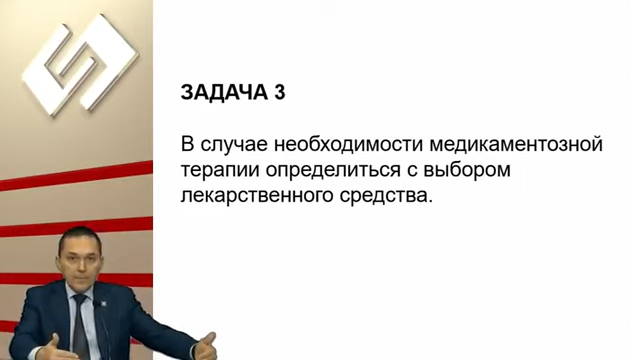 ЗАДАЧА 3
В случае необходимости медикаментозной
терапии определиться с выбором
лекарственного средства.